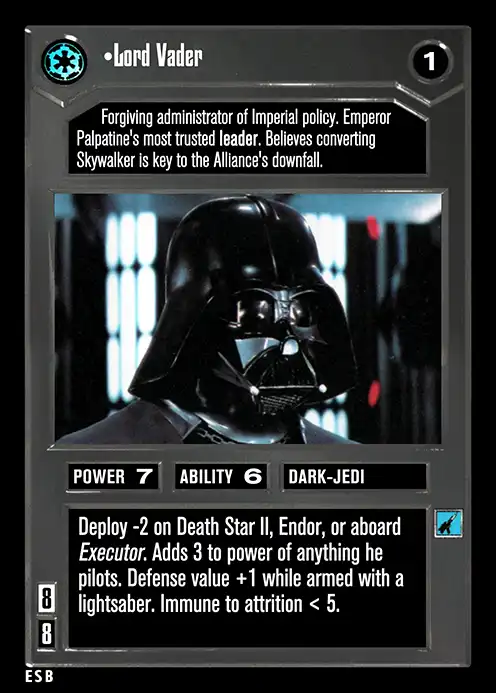 •Lord Vader
1
Forgiving administrator of Imperial policy. Emperor
Palpatine's most trusted leader. Believes converting
Skywalker is key to the Alliance's downfall.
POWER 7 ABILITY 6 DARK-JEDI
Deploy -2 on Death Star II, Endor, or aboard
Executor. Adds 3 to power of anything he
pilots. Defense value +1 while armed with a
lightsaber. Immune to attrition < 5.
8
8
ESB